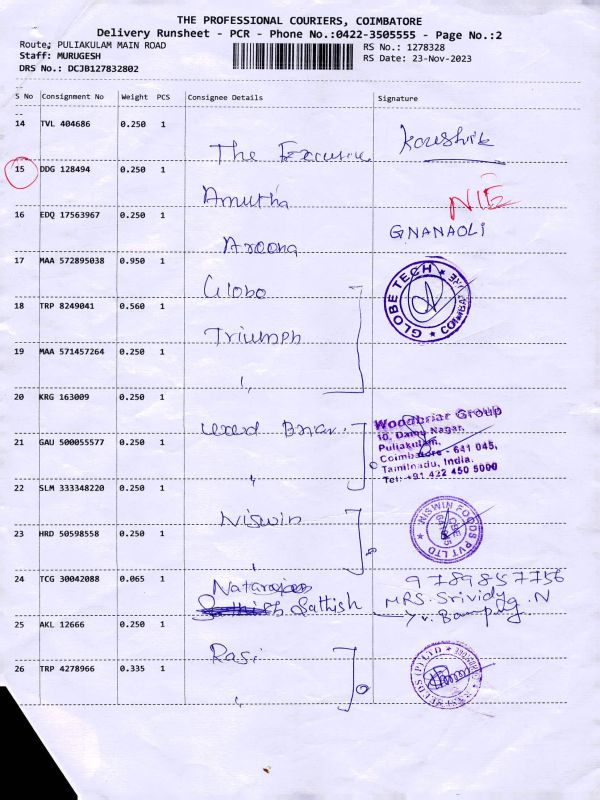 THE PROFESSIONAL COURIERS, COIMBATORE
Delivery Runsheet - PCR - Phone No.:0422-3505555 - Page No.:2
Route: PULIAKULAM MAIN ROAD
Staff: MURUGESH
DRS No.: DCJB127832802
RS No.: 1278328
RS Date: 23-Nov-2023
S No Consignment No Weight PCS Consignee Details Signature
14 TVL 404686 0.250 1
The Koushik
15 DDG 128494 0.250 1
Amutha NIE
16 EDQ 17563967 0.250 1 GNANAOLI
Aroona
17 MAA 572895038 0.950 1
Globo
GLOBE TECH
18 TRP 8249041 0.560 1
Triumph
19 MAA 571457264 0.250 1
"
20 KRG 163009 0.250 1
Woodbriar Group
10, Damu Nagar,
Puliakulam,
Coimbatore - 641 045,
Tamilnadu, India.
Tel: +91 422 450 5000
21 GAU 500055577 0.250 1
"
22 SLM 333348220 0.250 1
Niswin
NISWIN FOODS PVT LTD
23 HRD 50598558 0.250 1
24 TCG 30042088 0.065 1
Natarajan 9789857756
Sathish MRS. Srividya .N
25 AKL 12666 0.250 1
Rasi
26 TRP 4278966 0.335 1
"